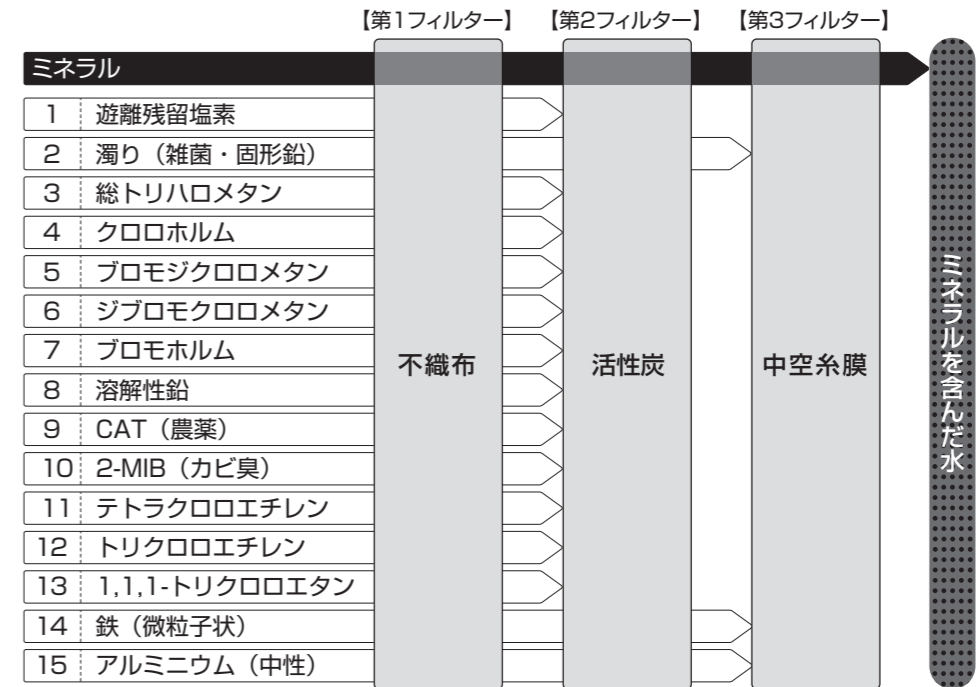 【第1フィルター】 【第2フィルター】 【第3フィルター】
ミネラル
1 遊離残留塩素
2 濁り（雑菌・固形鉛）
3 総トリハロメタン
4 クロロホルム
5 ブロモジクロロメタン
6 ジブロモクロロメタン
7 ブロモホルム
8 溶解性鉛
9 CAT（農薬）
10 2-MIB（カビ臭）
11 テトラクロロエチレン
12 トリクロロエチレン
13 1,1,1-トリクロロエタン
14 鉄（微粒子状）
15 アルミニウム（中性）
不織布
活性炭
中空糸膜
ミネラルを含んだ水